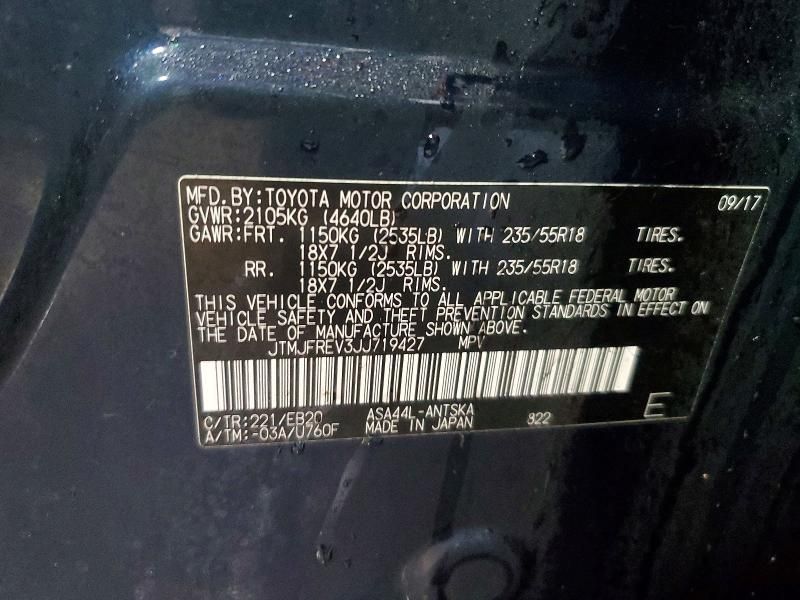 MFD.BY:TOYOTA MOTOR CORPORATION 09/17
GVWR:2105KG (4640LB)
GAWR:FRT. 1150KG (2535LB) WITH 235/55R18 TIRES.
18X7 1/2J RIMS.
RR. 1150KG (2535LB) WITH 235/55R18 TIRES.
18X7 1/2J RIMS.
THIS VEHICLE CONFORMS TO ALL APPLICABLE FEDERAL MOTOR
VEHICLE SAFETY AND THEFT PREVENTION STANDARDS IN EFFECT ON
THE DATE OF MANUFACTURE SHOWN ABOVE.
JTMJFREV3JJ719427 MPV
C/TR:221/EB20 ASA44L-ANTSKA 822 E
A/TM:-03A/U760F MADE IN JAPAN